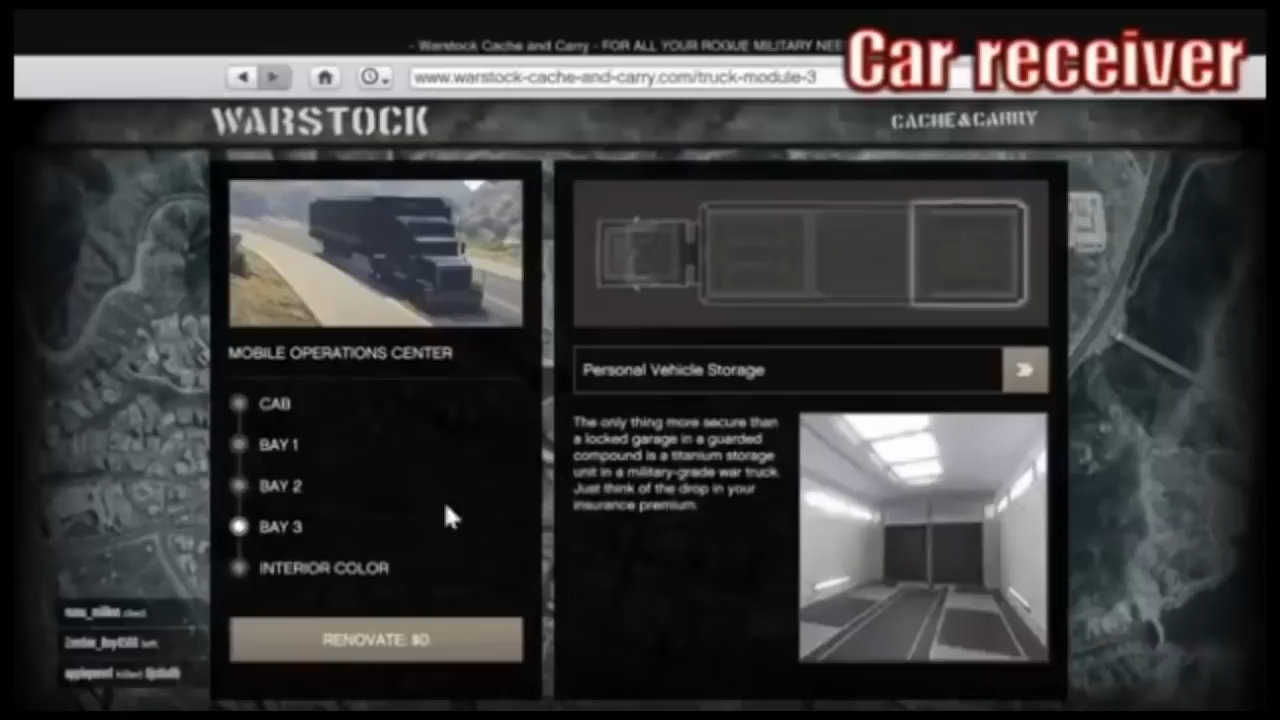 - Warstock Cache and Carry - FOR ALL YOUR ROGUE MILITARY NEE
Car receiver
www.warstock-cache-and-carry.com/truck-module-3
WARSTOCK
CACHE&CARRY
MOBILE OPERATIONS CENTER
CAB
BAY 1
BAY 2
BAY 3
INTERIOR COLOR
RENOVATE: $0
Personal Vehicle Storage
The only thing more secure than
a locked garage in a guarded
compound is a titanium storage
unit in a military-grade war truck.
Just think of the drop in your
insurance premium.
left